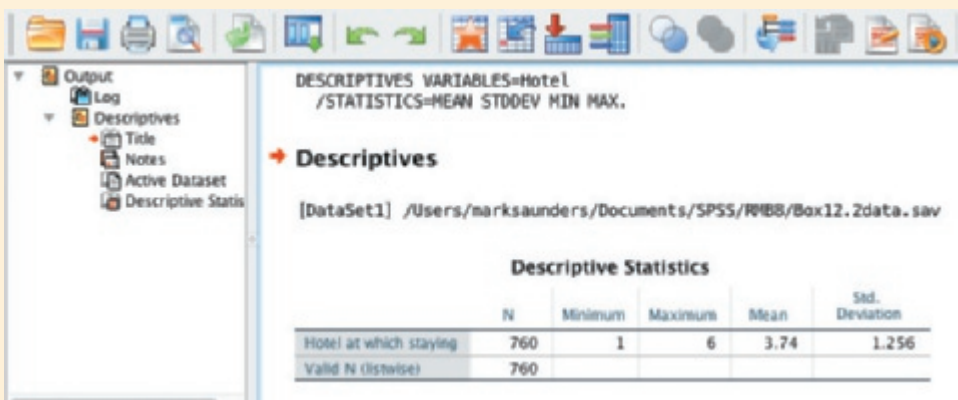 Output
Log
Descriptives
Title
Notes
Active Dataset
Descriptive Statis
DESCRIPTIVES VARIABLES=Hotel
/STATISTICS=MEAN STDDEV MIN MAX.
Descriptives
[DataSet1] /Users/marksaunders/Documents/SPSS/RMB8/Box12.2data.sav
Descriptive Statistics
N Minimum Maximum Mean Std. Deviation
Hotel at which staying 760 1 6 3.74 1.256
Valid N (listwise) 760